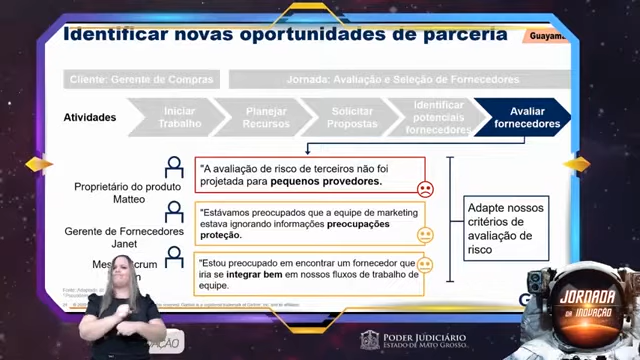 Identificar novas oportunidades de parceria
Cliente: Gerente de Compras
Jornada: Avaliação e Seleção de Fornecedores
Atividades
Iniciar
Trabalho
Planejar
Recursos
Solicitar
Propostas
Identificar
potenciais
fornecedores
Avaliar
fornecedores
"A avaliação de risco de terceiros não foi
projetada para pequenos provedores.
Proprietário do produto
Matteo
"Estávamos preocupados que a equipe de marketing
estava ignorando informações preocupações
proteção.
Gerente de Fornecedores
Janet
"Estou preocupado em encontrar um fornecedor que
iria se integrar bem em nossos fluxos de trabalho de
equipe.
Adapte nossos
critérios de
avaliação de
risco
JORNADA
DA INOVAÇÃO
PODER JUDICIÁRIO
ESTADO DE MATO GROSSO